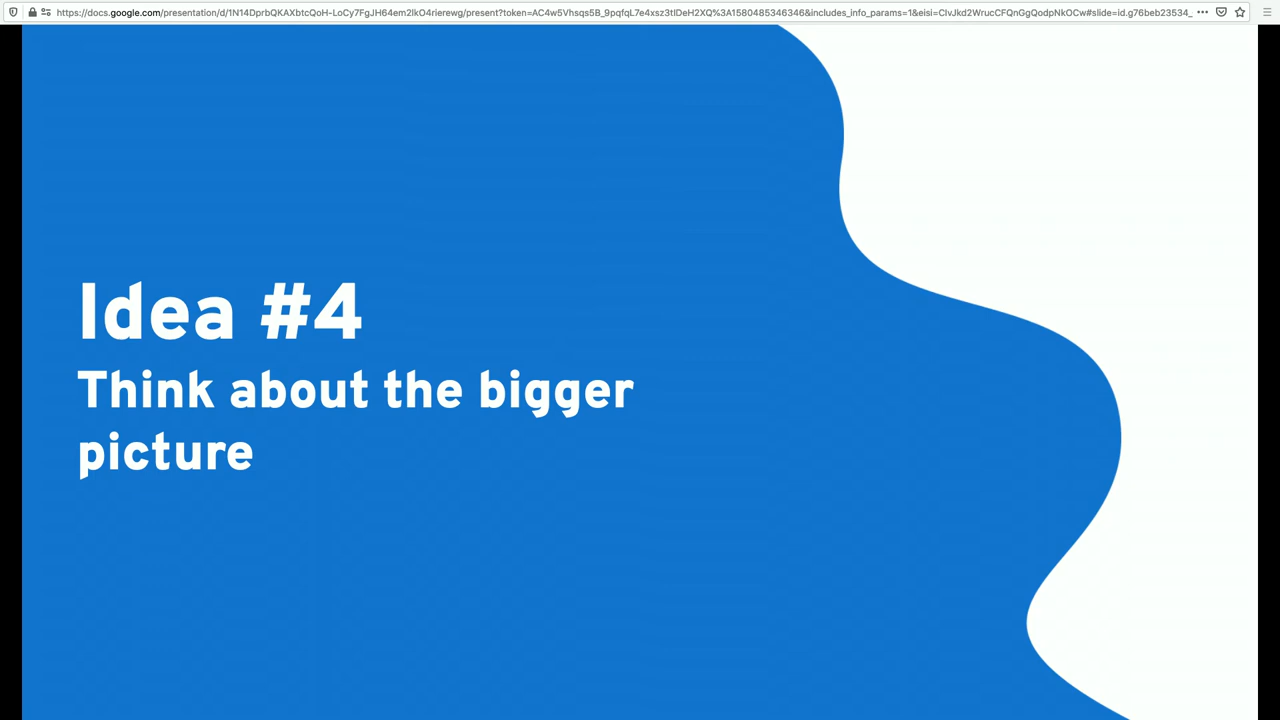 https://docs.google.com/presentation/d/1N14DprbQKAXbtcQoH-LoCy7FgJH64em2lkO4rierewg/present?token=AC4w5Vhsqs5B_9pqfqL7e4xsz3tIDeH2XQ%3A1580485346346&includes_info_params=1&eisi=CIvJkd2WrucCFQnGgQodpNkOCw#slide=id.g76beb23534_
Idea #4
Think about the bigger
picture